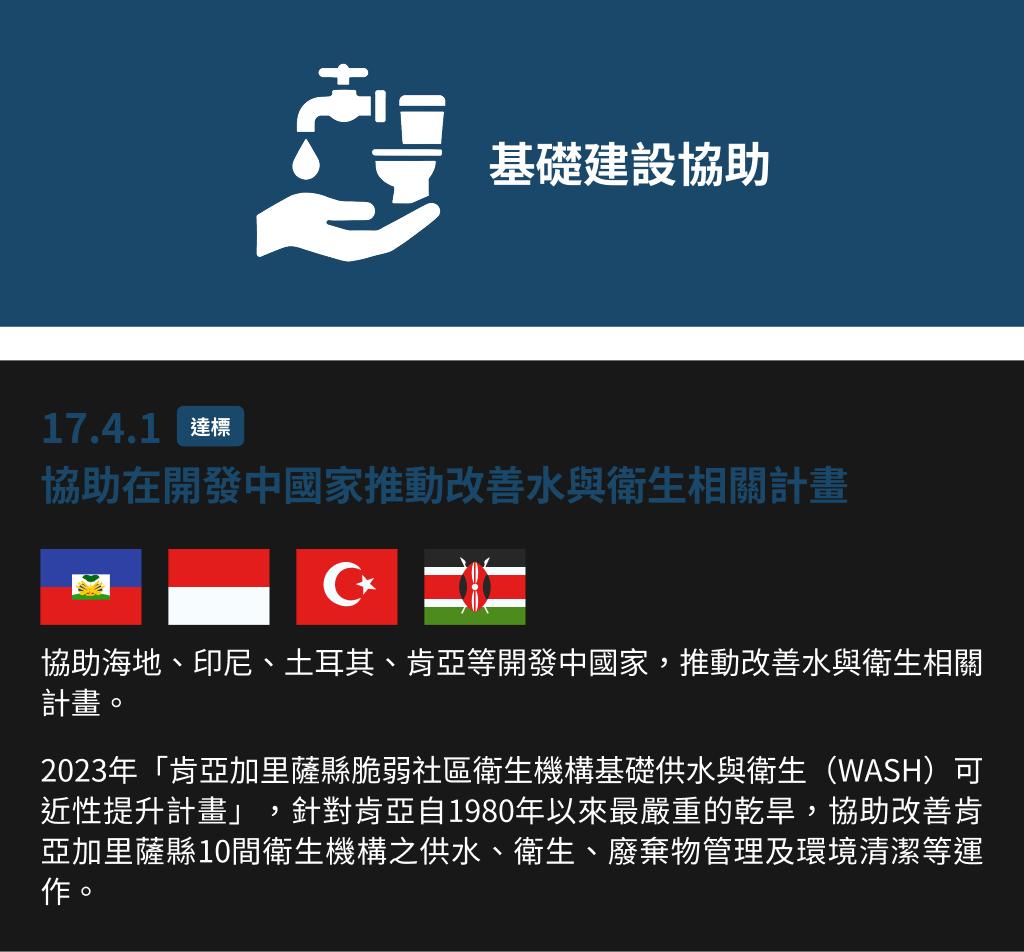 基礎建設協助
17.4.1 達標
協助在開發中國家推動改善水與衛生相關計畫
協助海地、印尼、土耳其、肯亞等開發中國家，推動改善水與衛生相關
計畫。
2023年「肯亞加里薩縣脆弱社區衛生機構基礎供水與衛生（WASH）可
近性提升計畫」，針對肯亞自1980年以來最嚴重的乾旱，協助改善肯
亞加里薩縣10間衛生機構之供水、衛生、廢棄物管理及環境清潔等運
作。